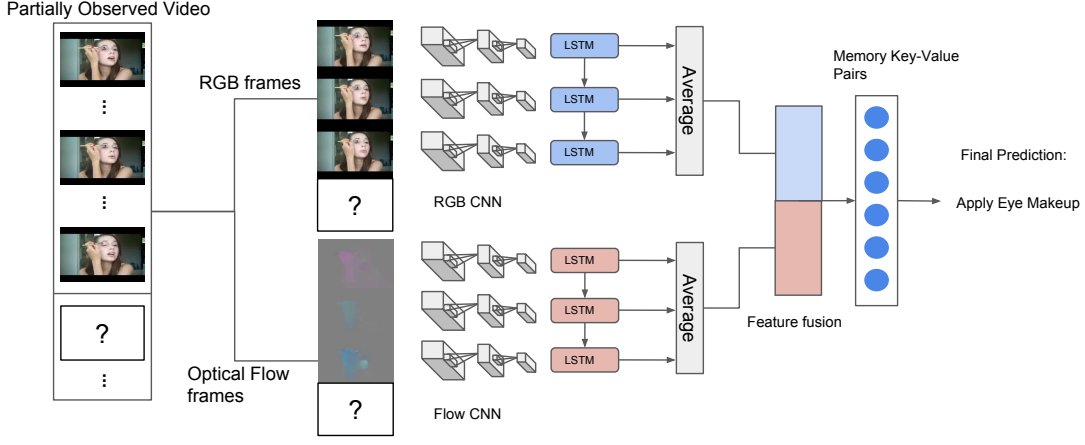 Partially Observed Video
⋮
⋮
?
⋮
RGB frames
?
Optical Flow
frames
?
RGB CNN
LSTM
LSTM
LSTM
Average
Flow CNN
LSTM
LSTM
LSTM
Average
Feature fusion
Memory Key-Value
Pairs
Final Prediction:
Apply Eye Makeup